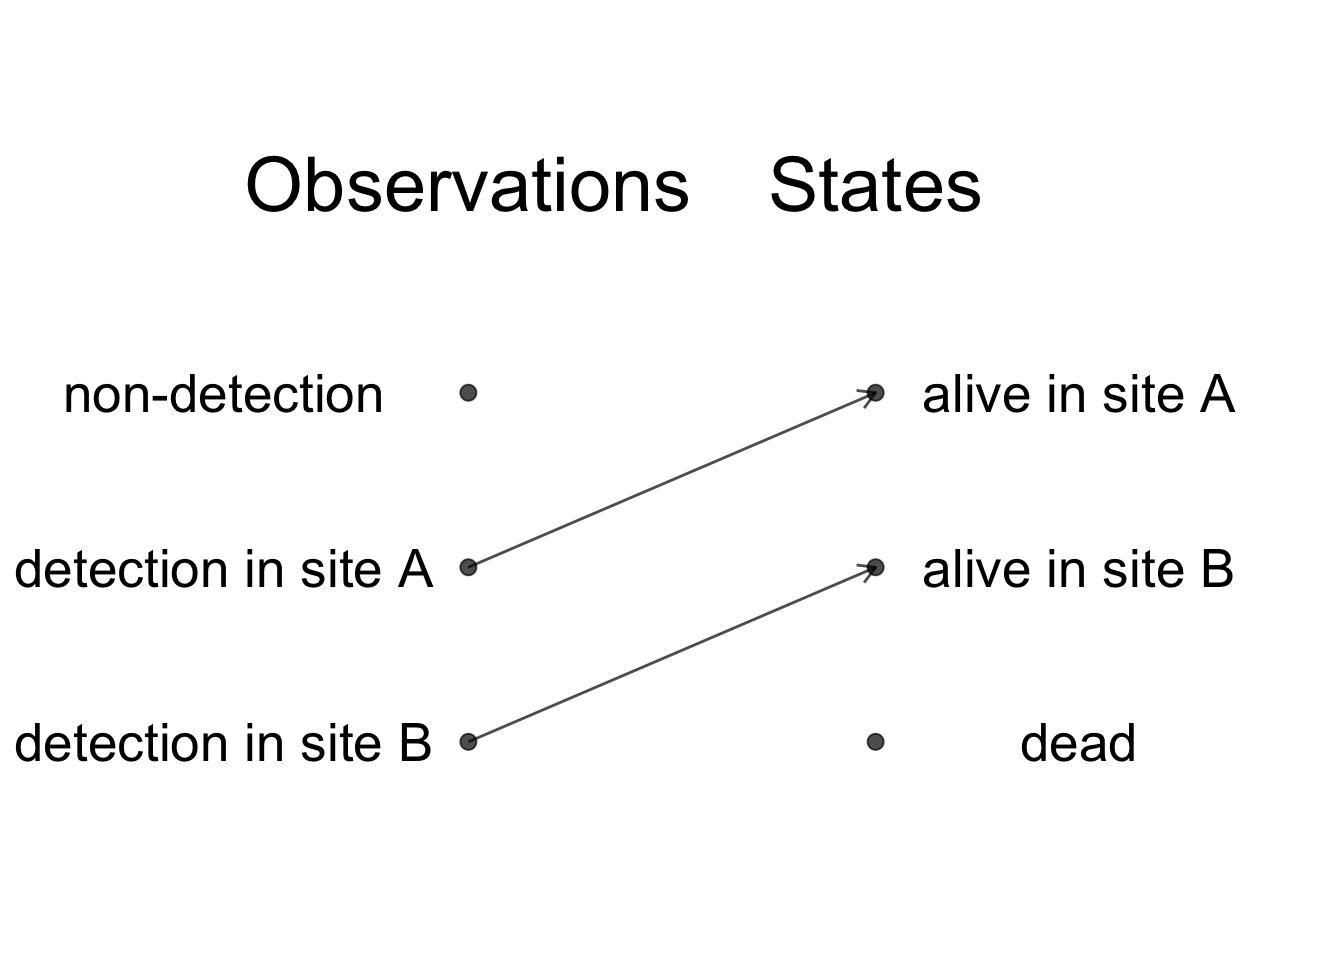 Observations States
non-detection alive in site A
detection in site A alive in site B
detection in site B dead